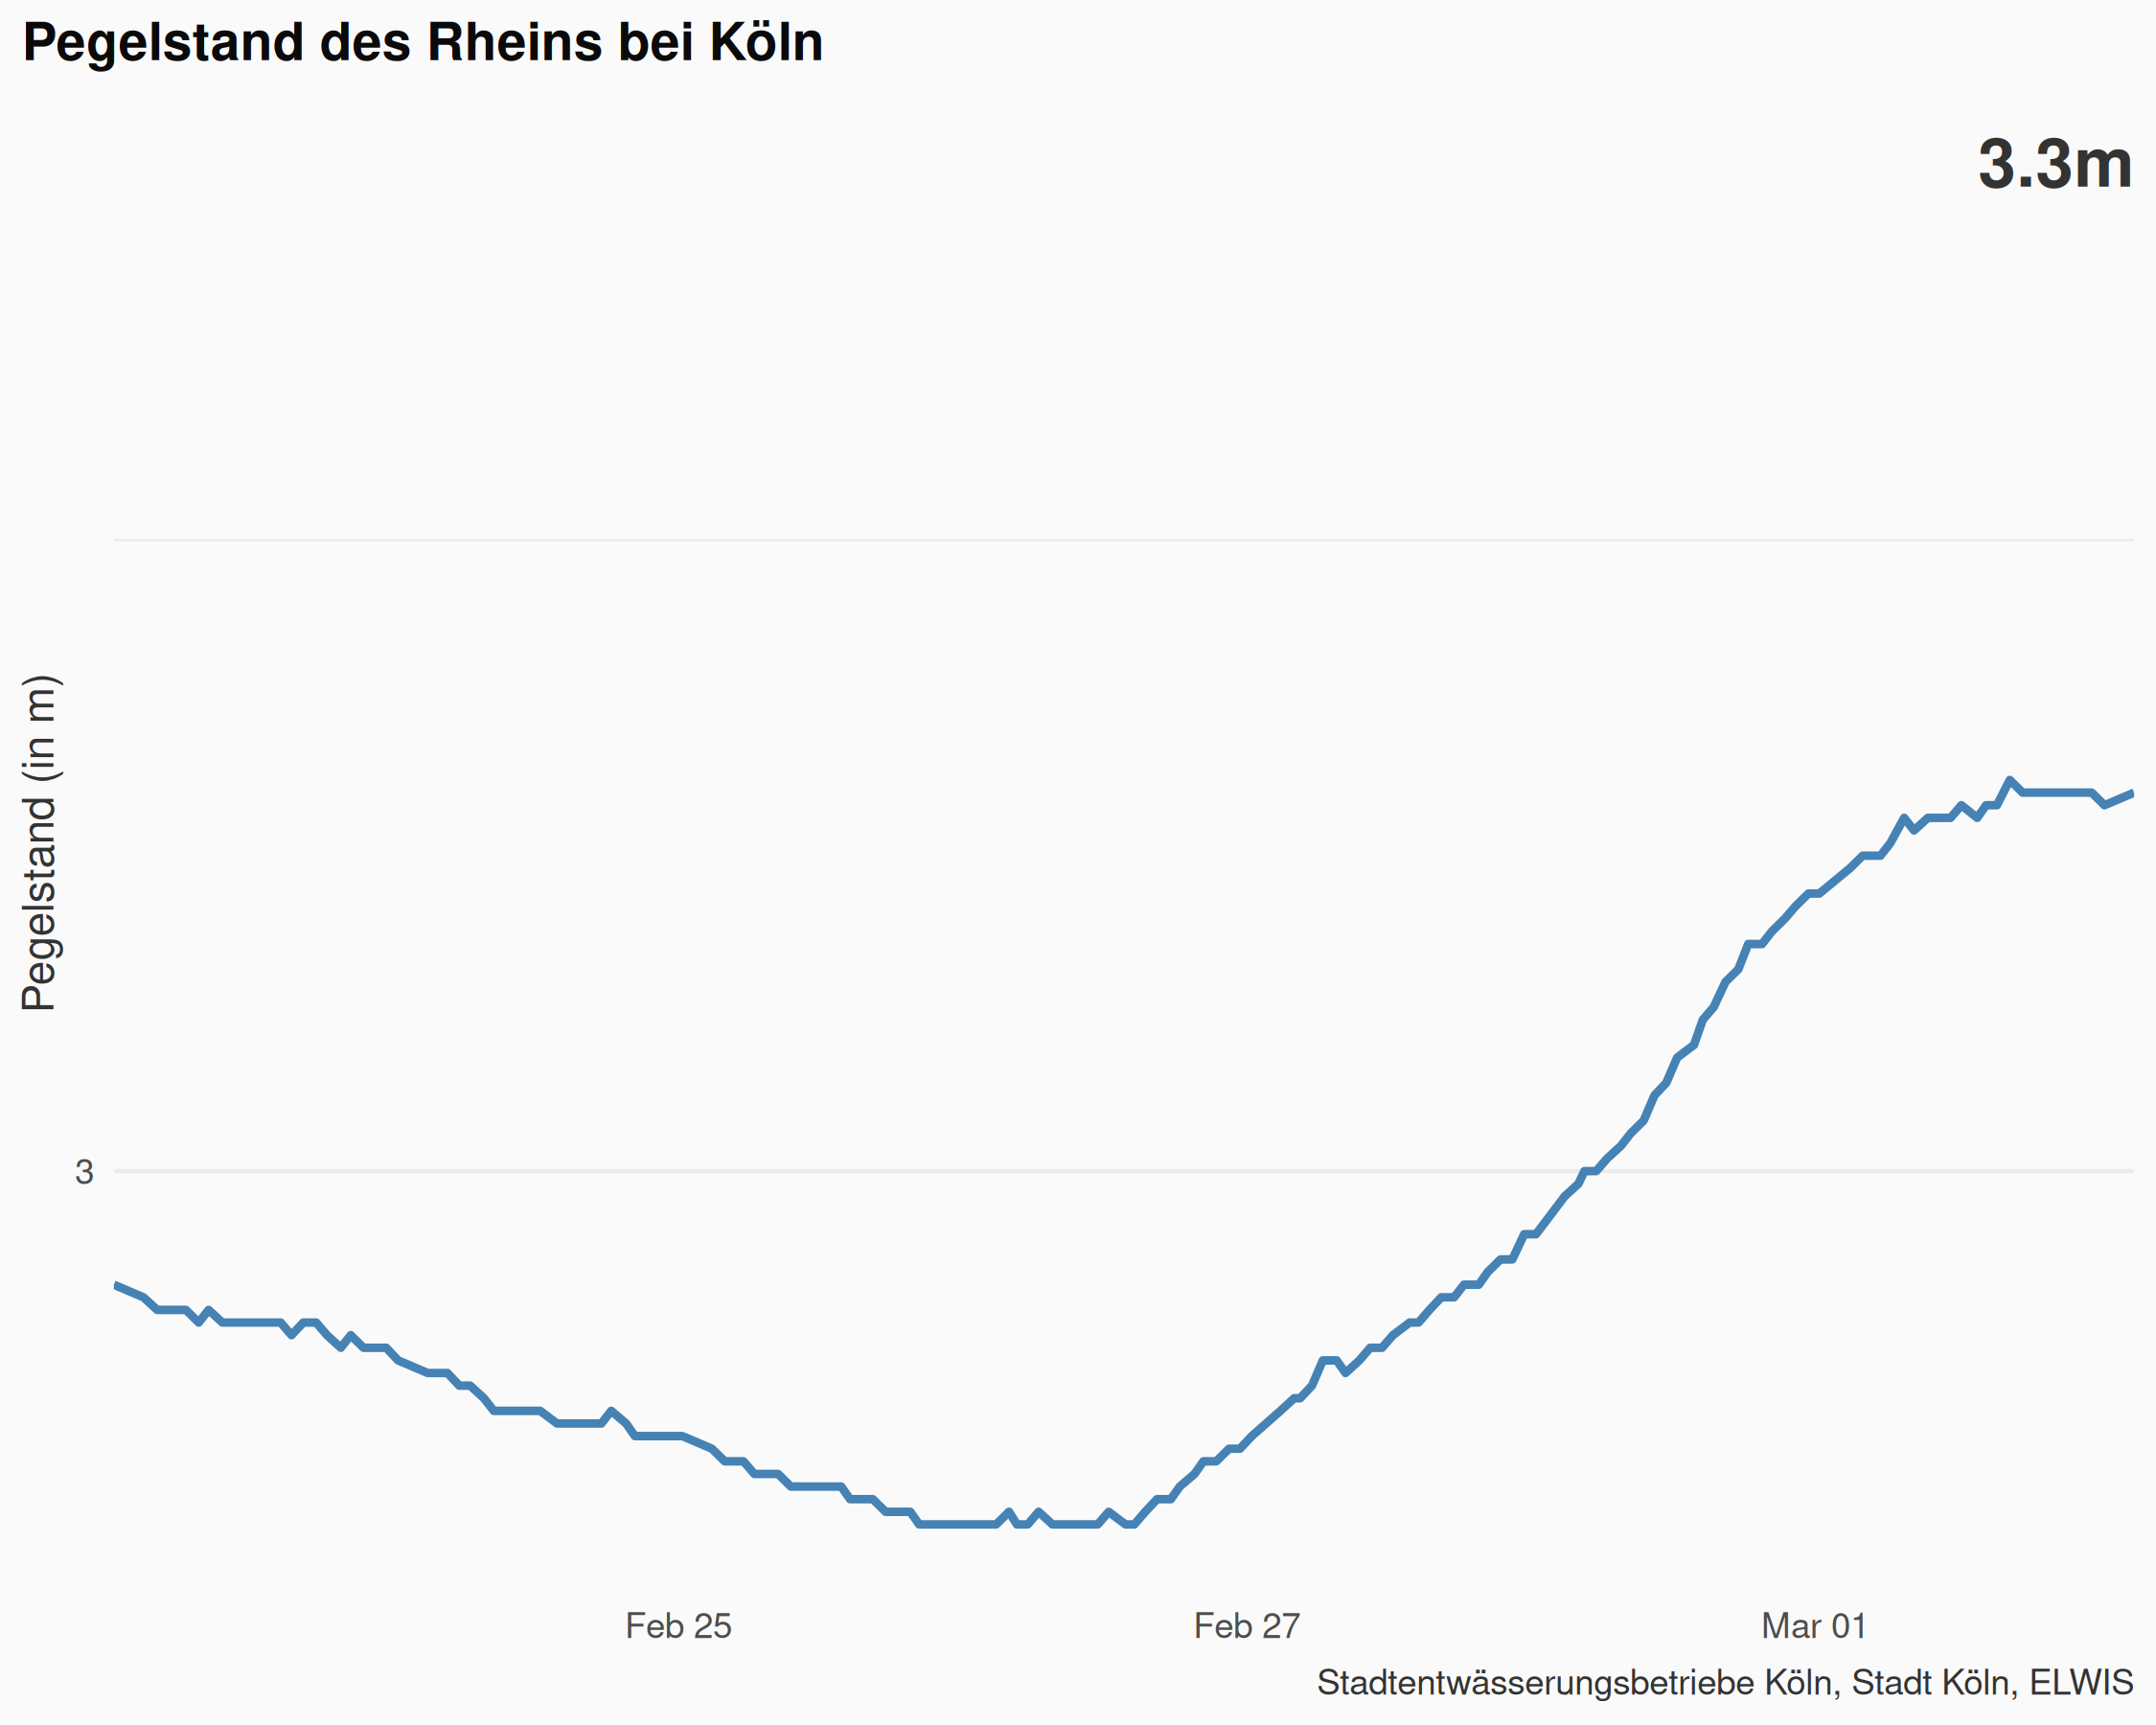 Pegelstand des Rheins bei Köln
3.3m
Pegelstand (in m)
3
Feb 25
Feb 27
Mar 01
Stadtentwässerungsbetriebe Köln, Stadt Köln, ELWIS